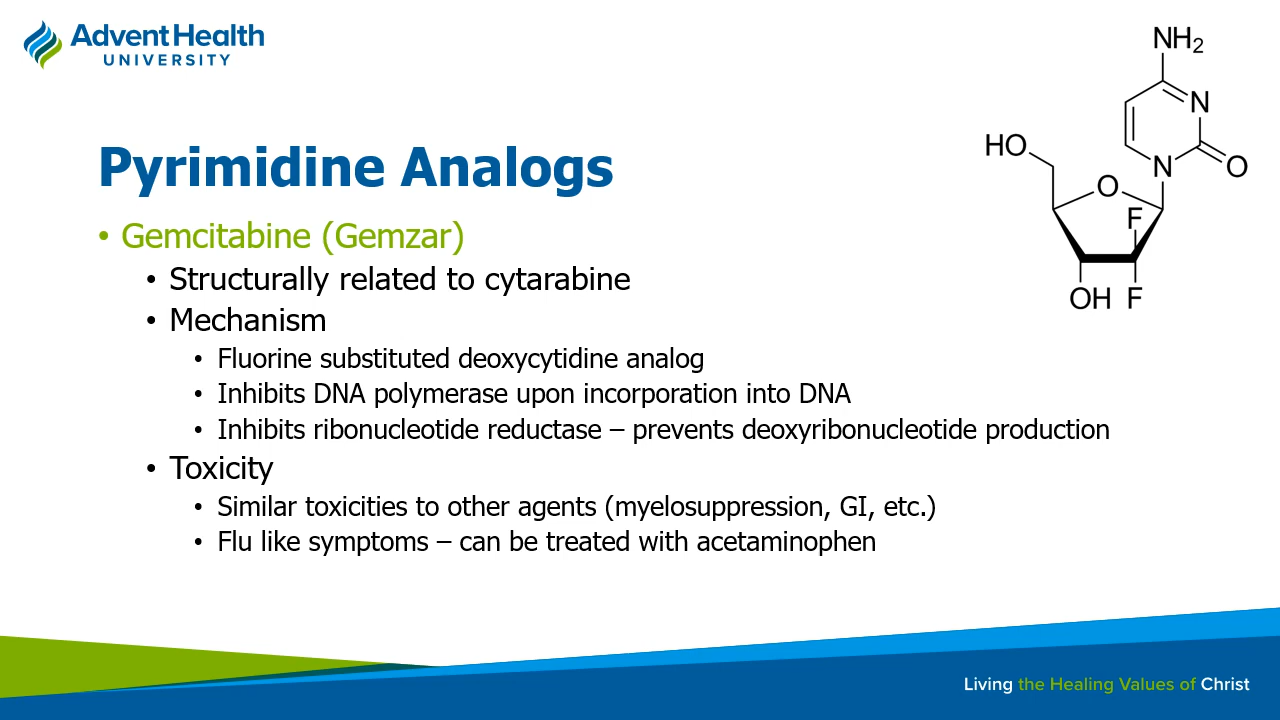 AdventHealth
UNIVERSITY
Pyrimidine Analogs
• Gemcitabine (Gemzar)
• Structurally related to cytarabine
• Mechanism
• Fluorine substituted deoxycytidine analog
• Inhibits DNA polymerase upon incorporation into DNA
• Inhibits ribonucleotide reductase – prevents deoxyribonucleotide production
• Toxicity
• Similar toxicities to other agents (myelosuppression, GI, etc.)
• Flu like symptoms – can be treated with acetaminophen
NH2
N
HO
N
O
O
F
OH
F
Living the Healing Values of Christ